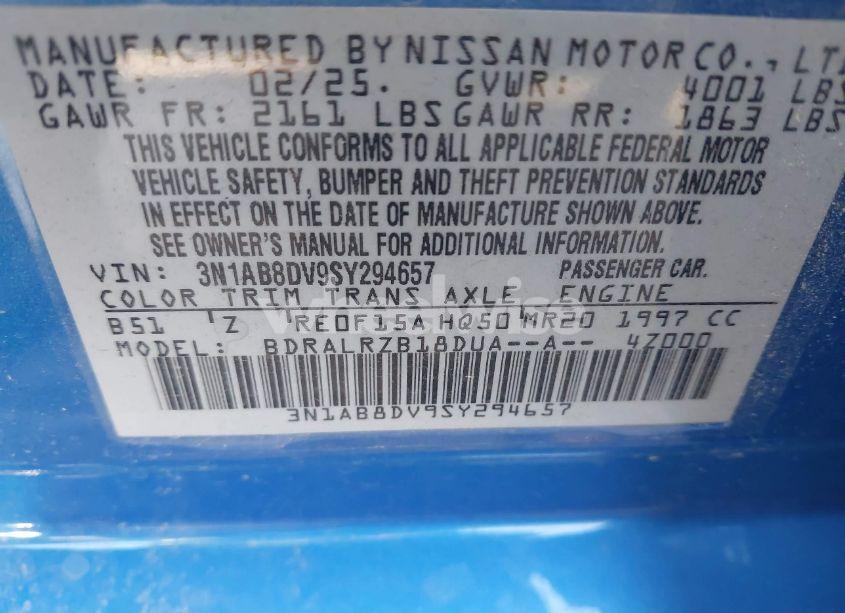 MANUFACTURED BY NISSAN MOTOR CO., LTD
DATE: 02/25. GVWR: 4001 LBS
GAWR FR: 2161 LBS GAWR RR: 1863 LBS
THIS VEHICLE CONFORMS TO ALL APPLICABLE FEDERAL MOTOR
VEHICLE SAFETY, BUMPER AND THEFT PREVENTION STANDARDS
IN EFFECT ON THE DATE OF MANUFACTURE SHOWN ABOVE.
SEE OWNER'S MANUAL FOR ADDITIONAL INFORMATION.
VIN: 3N1AB8DV9SY294657 PASSENGER CAR.
COLOR TRIM TRANS AXLE ENGINE
B51 Z RE0F15A HQ50 MR20 1997 CC
MODEL: BDRALRZB18DUA--A-- 4Z000
3N1AB8DV9SY294657